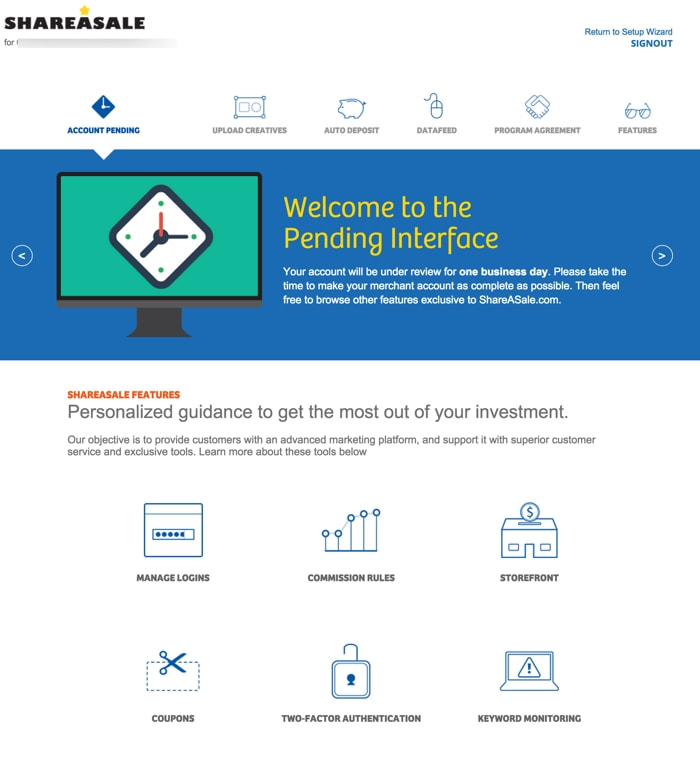 SHAREASALE
for
Return to Setup Wizard
SIGNOUT
ACCOUNT PENDING
UPLOAD CREATIVES
AUTO DEPOSIT
DATAFEED
PROGRAM AGREEMENT
FEATURES
Welcome to the
Pending Interface
Your account will be under review for one business day. Please take the
time to make your merchant account as complete as possible. Then feel
free to browse other features exclusive to ShareASale.com.
<
>
SHAREASALE FEATURES
Personalized guidance to get the most out of your investment.
Our objective is to provide customers with an advanced marketing platform, and support it with superior customer
service and exclusive tools. Learn more about these tools below
$
MANAGE LOGINS
COMMISSION RULES
STOREFRONT
COUPONS
TWO-FACTOR AUTHENTICATION
KEYWORD MONITORING